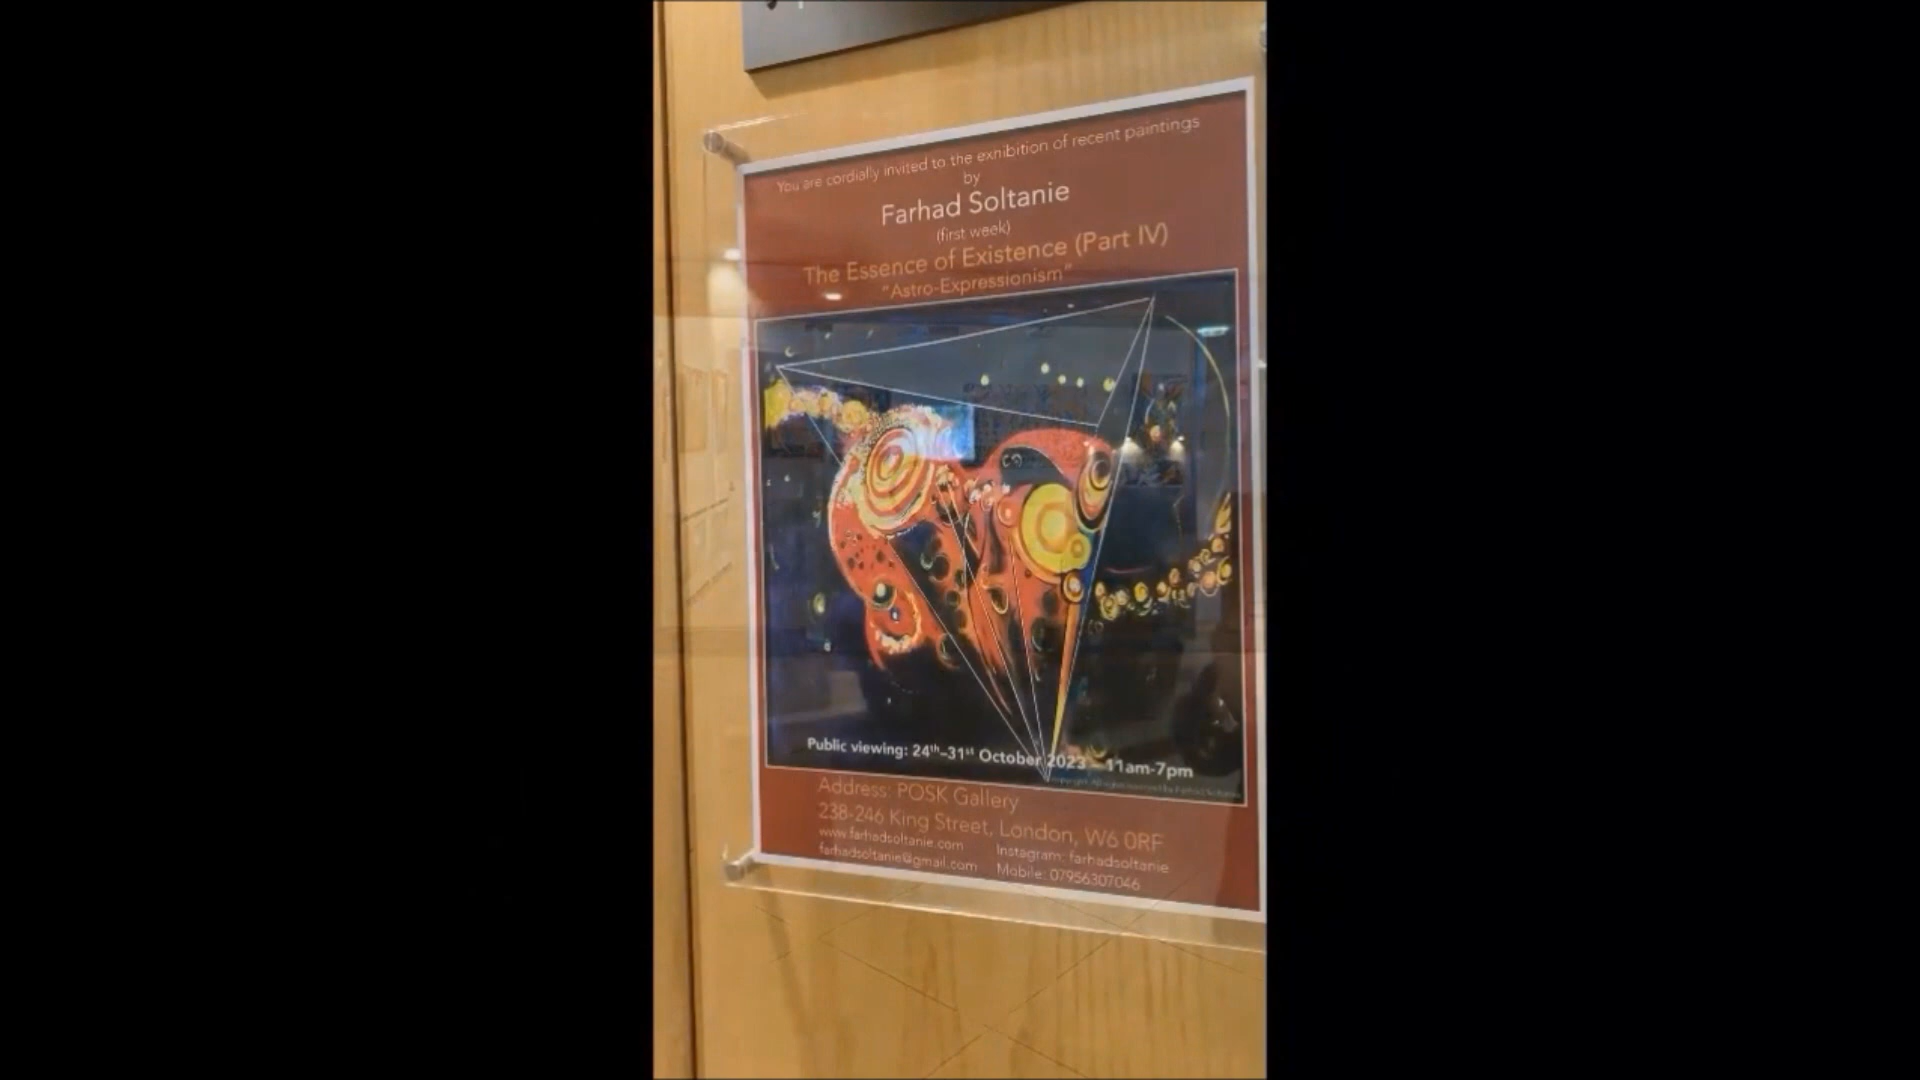 You are cordially invited to the exhibition of recent paintings
by
Farhad Soltanie
(first week)
The Essence of Existence (Part IV)
"Astro-Expressionism"
Public viewing: 24th–31st October 2023 – 11am-7pm
Address: POSK Gallery
238-246 King Street, London, W6 0RF
www.farhadsoltanie.com Instagram: farhadsoltanie
farhadsoltanie@gmail.com Mobile: 07956307046